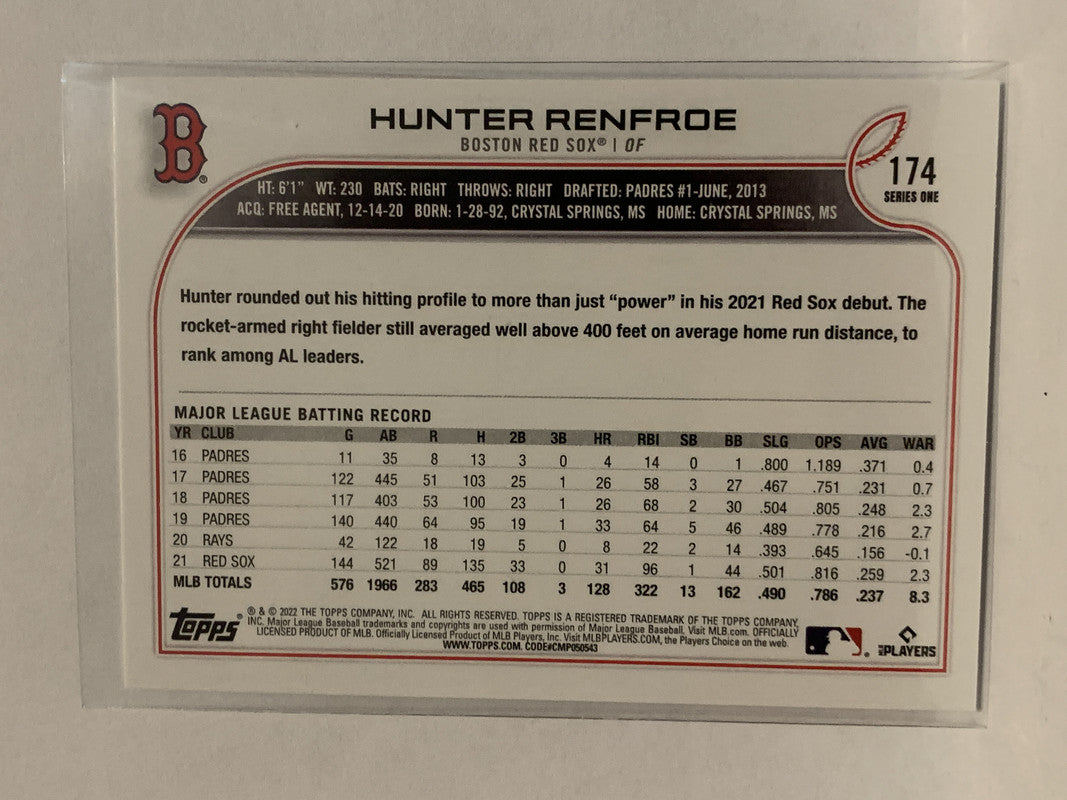 B
HUNTER RENFROE
BOSTON RED SOX® | OF
174
SERIES ONE
HT: 6'1" WT: 230 BATS: RIGHT THROWS: RIGHT DRAFTED: PADRES #1-JUNE, 2013
ACQ: FREE AGENT, 12-14-20 BORN: 1-28-92, CRYSTAL SPRINGS, MS HOME: CRYSTAL SPRINGS, MS
Hunter rounded out his hitting profile to more than just “power” in his 2021 Red Sox debut. The
rocket-armed right fielder still averaged well above 400 feet on average home run distance, to
rank among AL leaders.
MAJOR LEAGUE BATTING RECORD
YR CLUB G AB R H 2B 3B HR RBI SB BB SLG OPS AVG WAR
16 PADRES 11 35 8 13 3 0 4 14 0 1 .800 1.189 .371 0.4
17 PADRES 122 445 51 103 25 1 26 58 3 27 .467 .751 .231 0.7
18 PADRES 117 403 53 100 23 1 26 68 2 30 .504 .805 .248 2.3
19 PADRES 140 440 64 95 19 1 33 64 5 46 .489 .778 .216 2.7
20 RAYS 42 122 18 19 5 0 8 22 2 14 .393 .645 .156 -0.1
21 RED SOX 144 521 89 135 33 0 31 96 1 44 .501 .816 .259 2.3
MLB TOTALS 576 1966 283 465 108 3 128 322 13 162 .490 .786 .237 8.3
topps®
® & © 2022 THE TOPPS COMPANY, INC. ALL RIGHTS RESERVED. TOPPS IS A REGISTERED TRADEMARK OF THE TOPPS COMPANY,
INC. Major League Baseball trademarks and copyrights are used with permission of Major League Baseball. Visit MLB.com. OFFICIALLY
LICENSED PRODUCT OF MLB. Officially Licensed Product of MLB Players, Inc. Visit MLBPLAYERS.COM, the Players Choice on the web.
WWW.TOPPS.COM. CODE#CMP050543
MLB PLAYERS